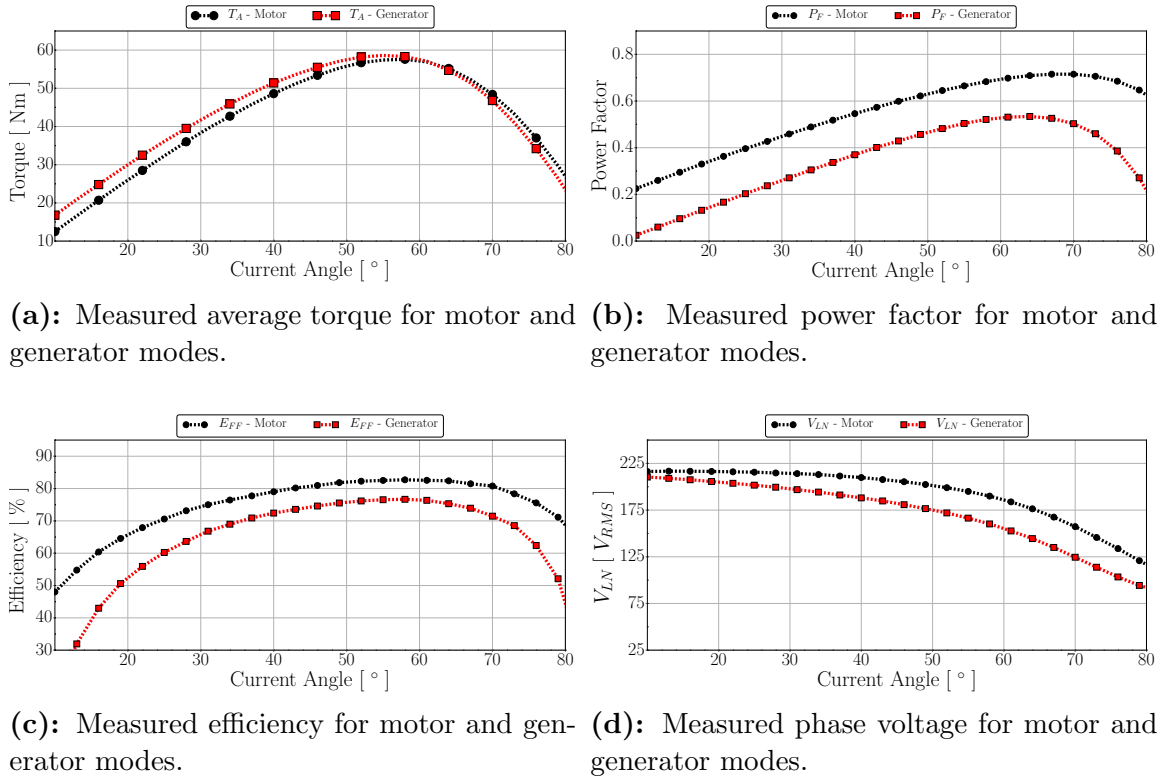 T_A - Motor T_A - Generator
60
50
40
30
20
10
Torque [ Nm ]
20 30 40 50 60 70 80
Current Angle [ ° ]
(a): Measured average torque for motor and
generator modes.
P_F - Motor P_F - Generator
0.8
0.6
0.4
0.2
0.0
Power Factor
20 30 40 50 60 70 80
Current Angle [ ° ]
(b): Measured power factor for motor and
generator modes.
E_FF - Motor E_FF - Generator
90
80
70
60
50
40
30
Efficiency [ % ]
20 30 40 50 60 70 80
Current Angle [ ° ]
(c): Measured efficiency for motor and gen-
erator modes.
V_LN - Motor V_LN - Generator
225
175
125
75
25
V_LN [ V_RMS ]
20 30 40 50 60 70 80
Current Angle [ ° ]
(d): Measured phase voltage for motor and
generator modes.